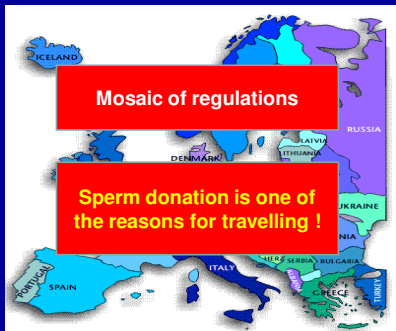 ICELAND
Mosaic of regulations
RUSSIA
LATVIA
LITHUANIA
DENMARK
Sperm donation is one of
the reasons for travelling !
UKRAINE
SERBIA
BULGARIA
ITALY
PORTUGAL
SPAIN
GREECE
TURKEY